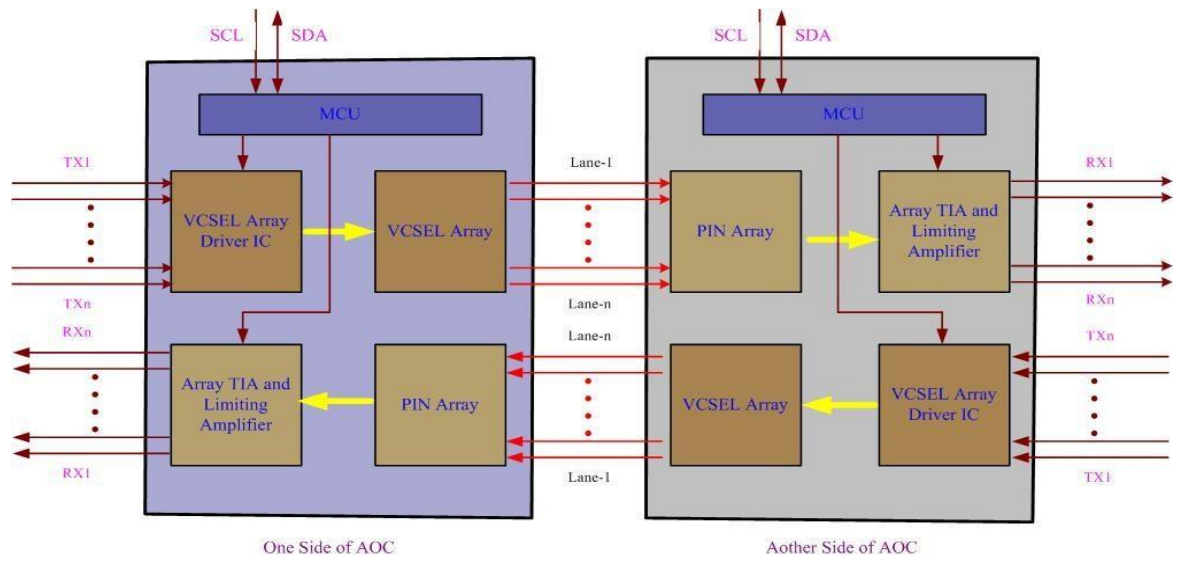 SCL SDA
SCL SDA
MCU
MCU
TX1
Lane-1
RX1
VCSEL Array
Driver IC
VCSEL Array
PIN Array
Array TIA and
Limiting
Amplifier
TXn
Lane-n
RXn
RXn
Lane-n
TXn
Array TIA and
Limiting
Amplifier
PIN Array
VCSEL Array
VCSEL Array
Driver IC
RX1
Lane-1
TX1
One Side of AOC
Aother Side of AOC